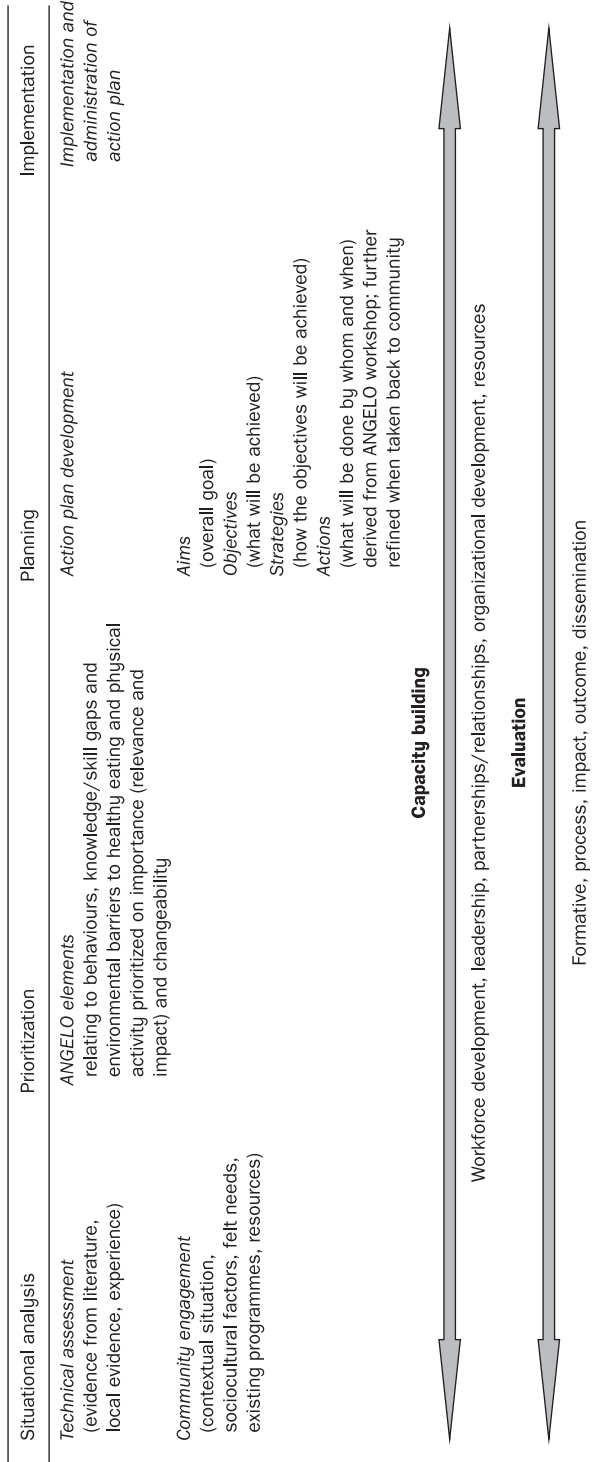 Situational analysis
Prioritization
Planning
Implementation
Technical assessment
(evidence from literature,
local evidence, experience)
Community engagement
(contextual situation,
sociocultural factors, felt needs,
existing programmes, resources)
ANGELO elements
relating to behaviours, knowledge/skill gaps and
environmental barriers to healthy eating and physical
activity prioritized on importance (relevance and
impact) and changeability
Action plan development
Aims
(overall goal)
Objectives
(what will be achieved)
Strategies
(how the objectives will be achieved)
Actions
(what will be done by whom and when)
derived from ANGELO workshop; further
refined when taken back to community
Implementation and
administration of
action plan
Capacity building
Workforce development, leadership, partnerships/relationships, organizational development, resources
Evaluation
Formative, process, impact, outcome, dissemination